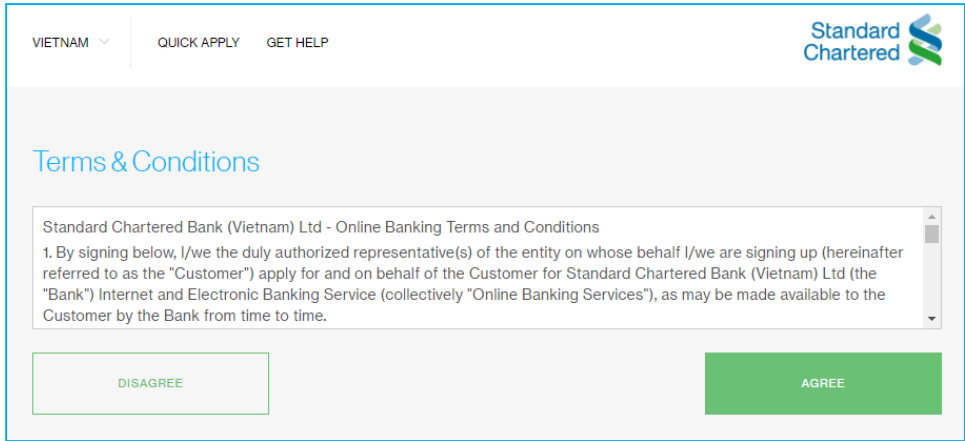 VIETNAM QUICK APPLY GET HELP
Standard
Chartered
Terms & Conditions
Standard Chartered Bank (Vietnam) Ltd - Online Banking Terms and Conditions
1. By signing below, I/we the duly authorized representative(s) of the entity on whose behalf I/we are signing up (hereinafter
referred to as the "Customer") apply for and on behalf of the Customer for Standard Chartered Bank (Vietnam) Ltd (the
"Bank") Internet and Electronic Banking Service (collectively "Online Banking Services"), as may be made available to the
Customer by the Bank from time to time.
DISAGREE AGREE